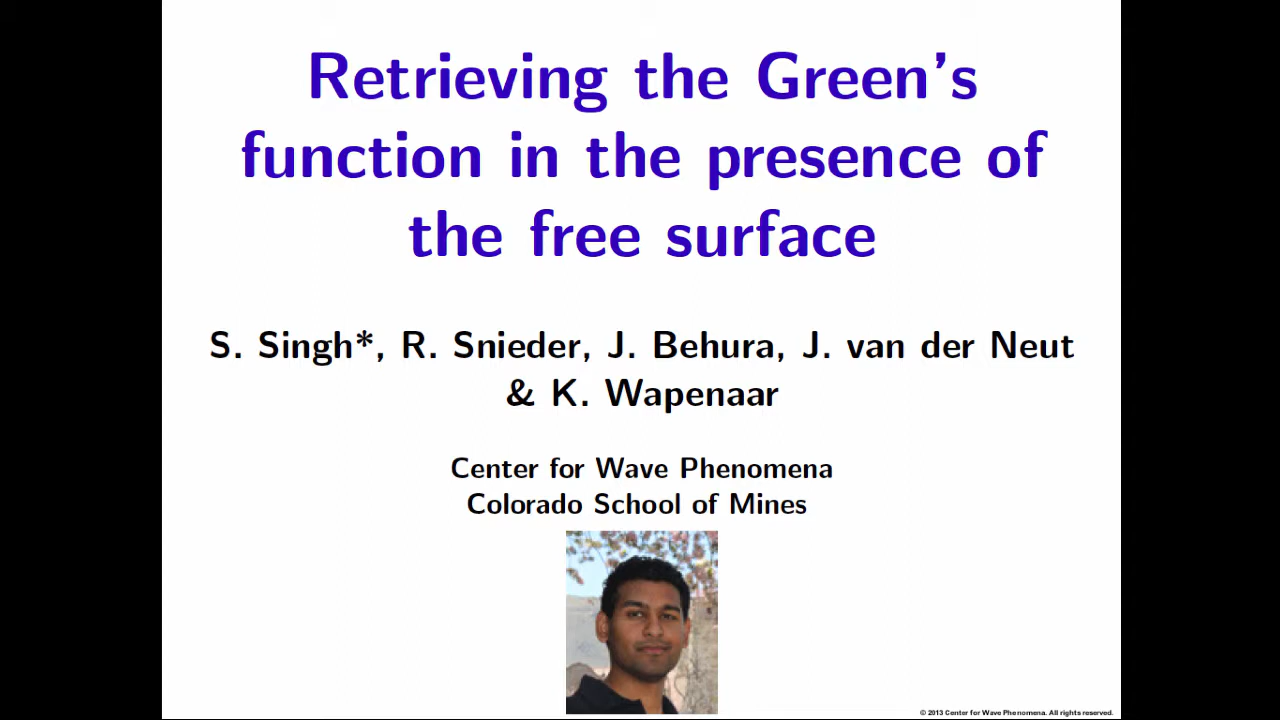 Retrieving the Green's
function in the presence of
the free surface
S. Singh*, R. Snieder, J. Behura, J. van der Neut
& K. Wapenaar
Center for Wave Phenomena
Colorado School of Mines
© 2013 Center for Wave Phenomena. All rights reserved.